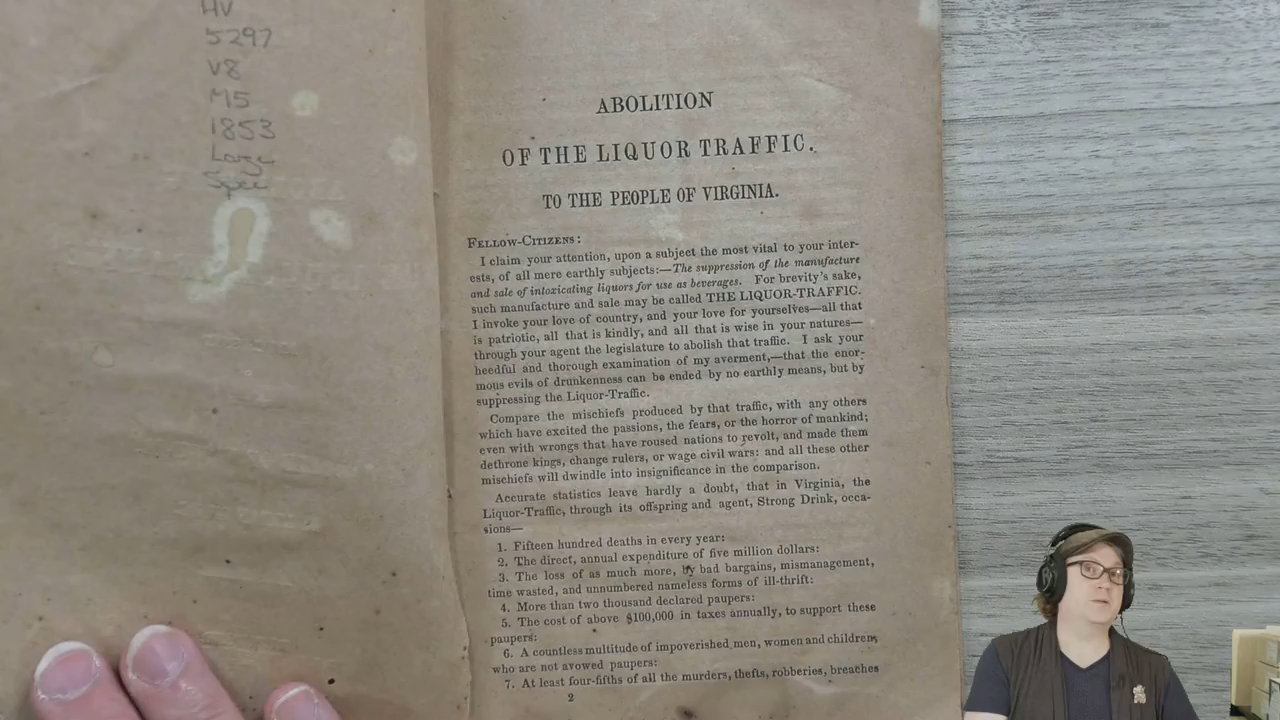 HV
5297
V8
M5
1853
Large
Spec
ABOLITION
OF THE LIQUOR TRAFFIC.
TO THE PEOPLE OF VIRGINIA.
FELLOW-CITIZENS:
I claim your attention, upon a subject the most vital to your inter-
ests, of all mere earthly subjects:—The suppression of the manufacture
and sale of intoxicating liquors for use as beverages. For brevity's sake,
such manufacture and sale may be called THE LIQUOR-TRAFFIC.
I invoke your love of country, and your love for yourselves—all that
is patriotic, all that is kindly, and all that is wise in your natures—
through your agent the legislature to abolish that traffic. I ask your
heedful and thorough examination of my averment,—that the enor-
mous evils of drunkenness can be ended by no earthly means, but by
suppressing the Liquor-Traffic.
Compare the mischiefs produced by that traffic, with any others
which have excited the passions, the fears, or the horror of mankind;
even with wrongs that have roused nations to revolt, and made them
dethrone kings, change rulers, or wage civil wars: and all these other
mischiefs will dwindle into insignificance in the comparison.
Accurate statistics leave hardly a doubt, that in Virginia, the
Liquor-Traffic, through its offspring and agent, Strong Drink, occa-
sions—
1. Fifteen hundred deaths in every year:
2. The direct, annual expenditure of five million dollars:
3. The loss of as much more, by bad bargains, mismanagement,
time wasted, and unnumbered nameless forms of ill-thrift:
4. More than two thousand declared paupers:
5. The cost of above $100,000 in taxes annually, to support these
paupers:
6. A countless multitude of impoverished men, women and children,
who are not avowed paupers:
7. At least four-fifths of all the murders, thefts, robberies, breaches
2